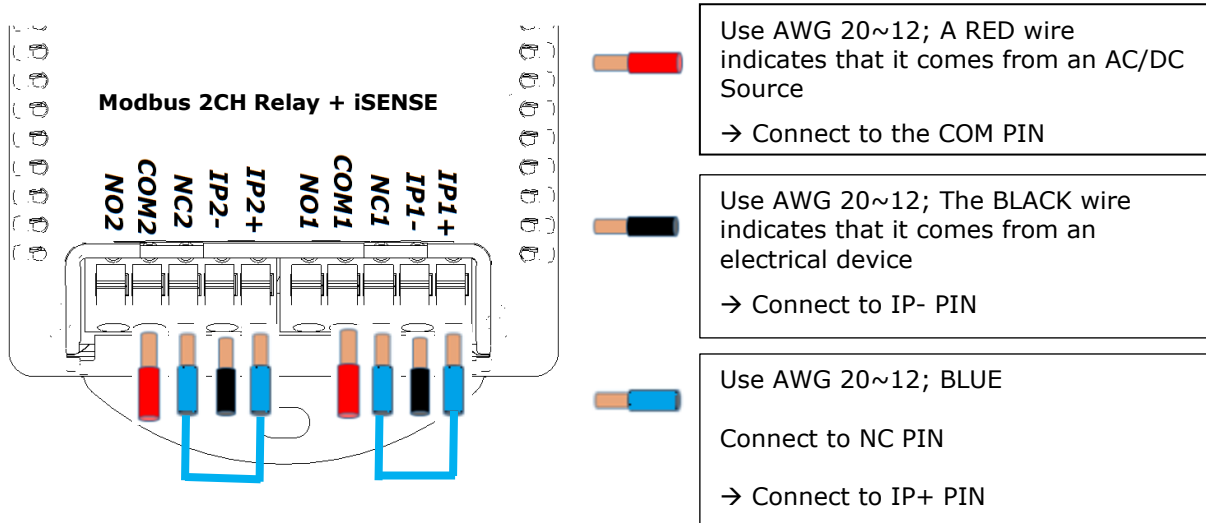 Modbus 2CH Relay + iSENSE
NO2
COM2
NC2
IP2-
IP2+
NO1
COM1
NC1
IP1-
IP1+
Use AWG 20~12; A RED wire
indicates that it comes from an AC/DC
Source
→ Connect to the COM PIN
Use AWG 20~12; The BLACK wire
indicates that it comes from an
electrical device
→ Connect to IP- PIN
Use AWG 20~12; BLUE
Connect to NC PIN
→ Connect to IP+ PIN